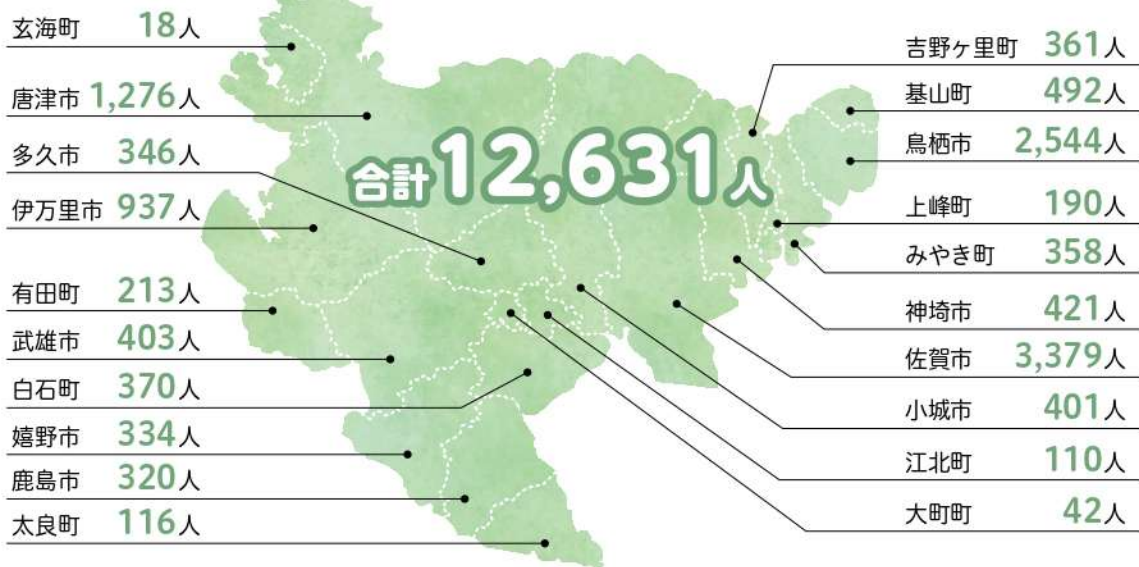 玄海町 18人
唐津市 1,276人
多久市 346人
伊万里市 937人
有田町 213人
武雄市 403人
白石町 370人
嬉野市 334人
鹿島市 320人
太良町 116人
合計12,631人
吉野ヶ里町 361人
基山町 492人
鳥栖市 2,544人
上峰町 190人
みやき町 358人
神埼市 421人
佐賀市 3,379人
小城市 401人
江北町 110人
大町町 42人